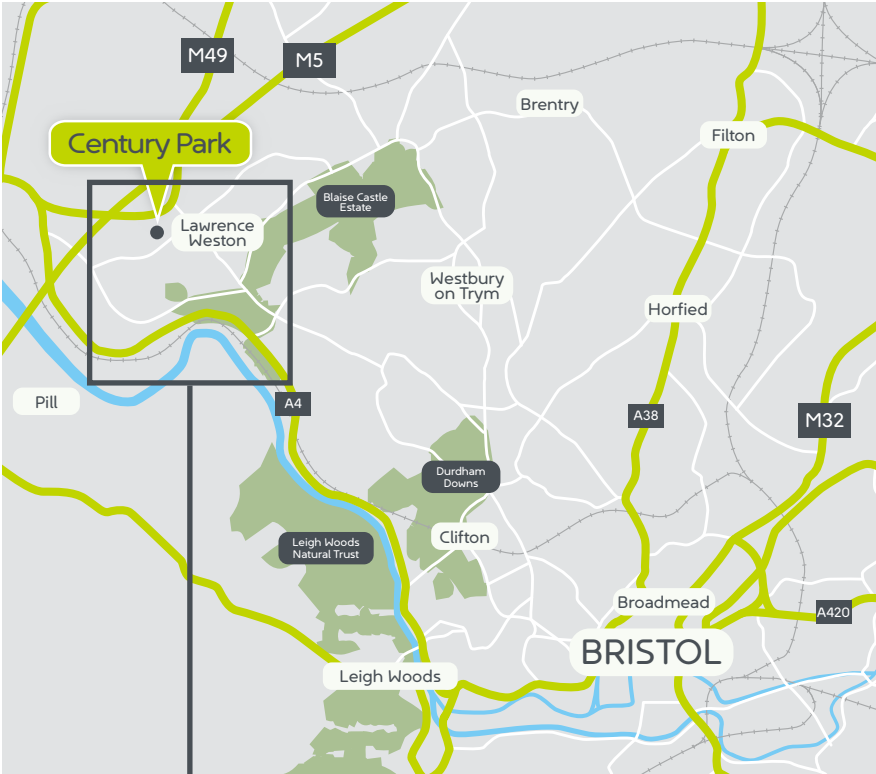 M49
M5
Brentry
Filton
Century Park
Blaise Castle
Estate
Lawrence
Weston
Westbury
on Trym
Horfied
Pill
A4
A38
M32
Durdham
Downs
Clifton
Leigh Woods
Natural Trust
Broadmead
A420
BRISTOL
Leigh Woods